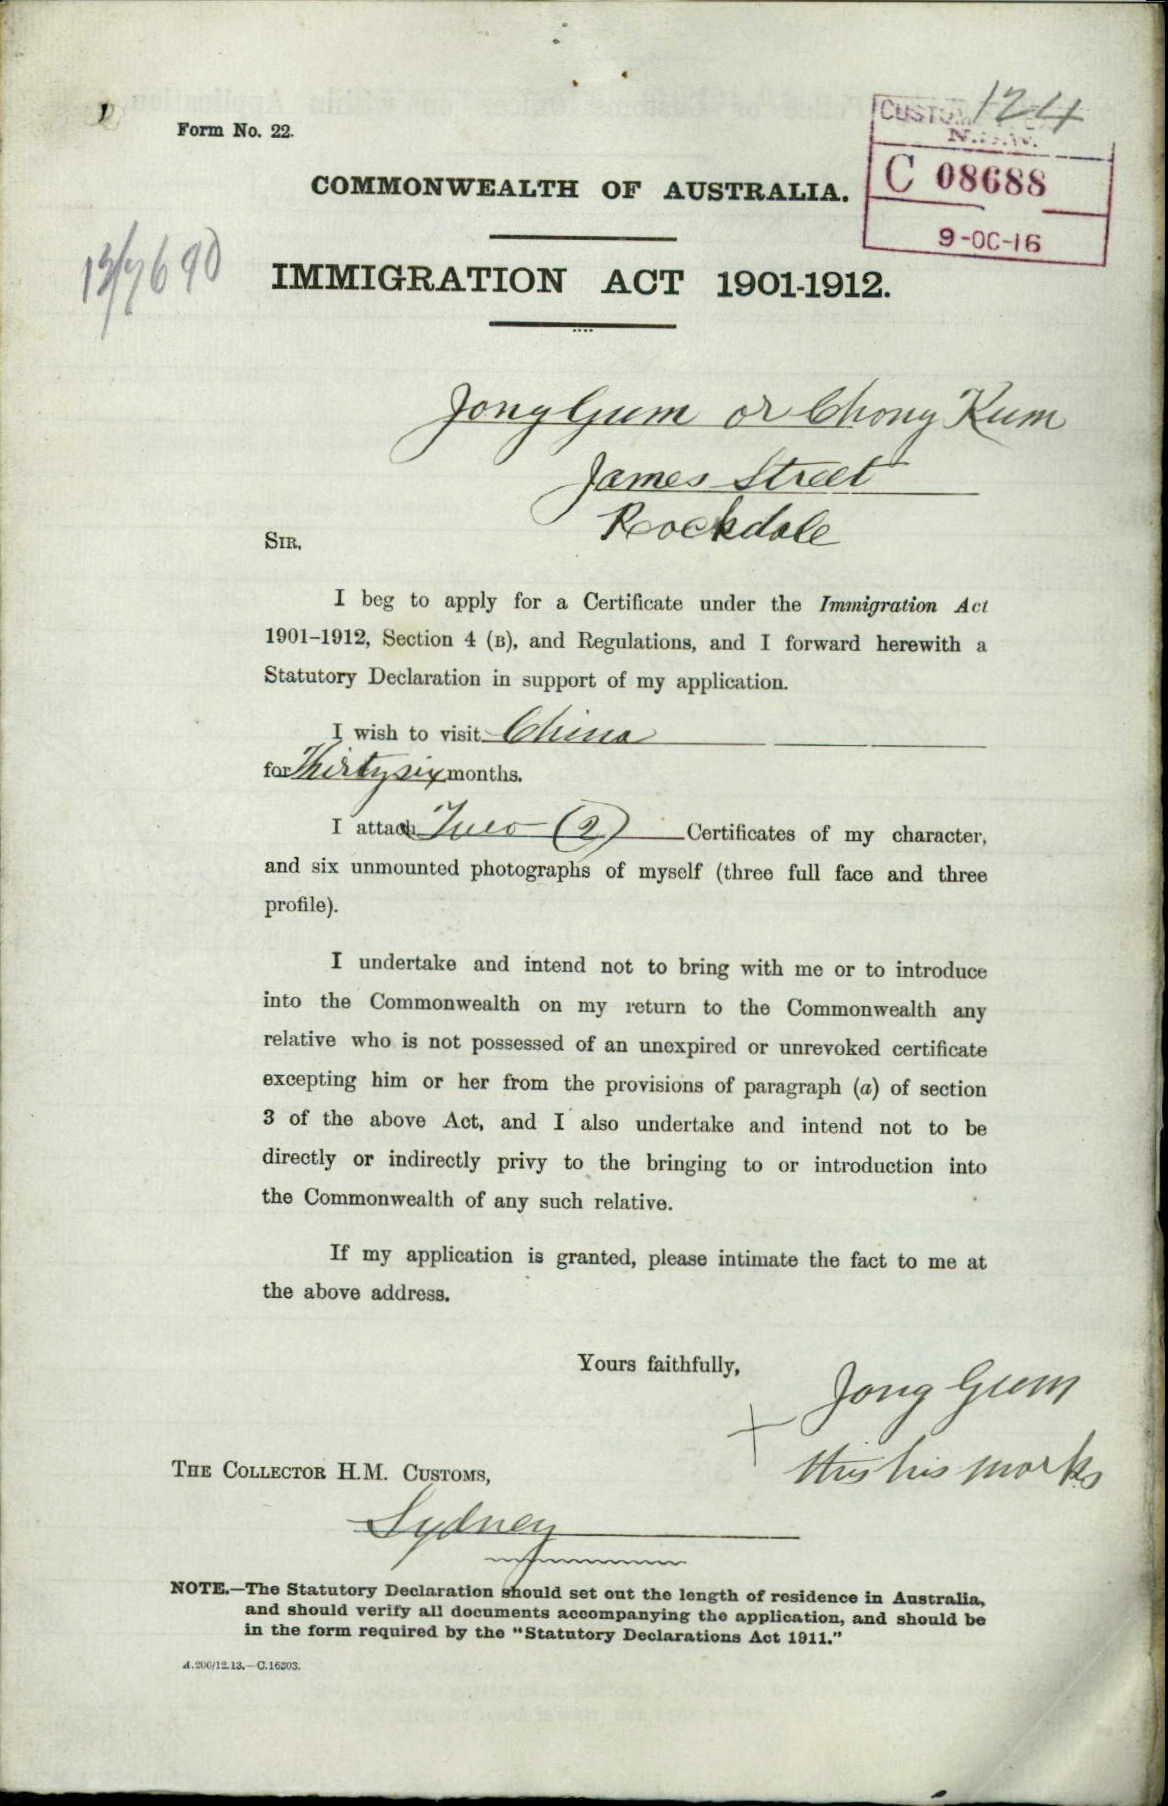 124
Form No. 22.
CUSTO
N.S.W.
C 08688
9-OC-16
COMMONWEALTH OF AUSTRALIA.
13/7690
IMMIGRATION ACT 1901-1912.
Jong Gum or Chong Kum
James Street
Rockdale
SIR,
I beg to apply for a Certificate under the Immigration Act
1901–1912, Section 4 (B), and Regulations, and I forward herewith a
Statutory Declaration in support of my application.
I wish to visit China
for Thirty six months.
I attach Two (2) Certificates of my character,
and six unmounted photographs of myself (three full face and three
profile).
I undertake and intend not to bring with me or to introduce
into the Commonwealth on my return to the Commonwealth any
relative who is not possessed of an unexpired or unrevoked certificate
excepting him or her from the provisions of paragraph (a) of section
3 of the above Act, and I also undertake and intend not to be
directly or indirectly privy to the bringing to or introduction into
the Commonwealth of any such relative.
If my application is granted, please intimate the fact to me at
the above address.
Yours faithfully,
Jong Gum
this his marks
THE COLLECTOR H.M. CUSTOMS,
Sydney
NOTE.—The Statutory Declaration should set out the length of residence in Australia,
and should verify all documents accompanying the application, and should be
in the form required by the "Statutory Declarations Act 1911."
A.200/12.13.—C.16303.